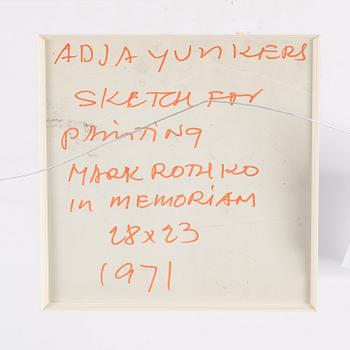 ADJA YUNKERS
SKETCH FOR
PAINTING
MARK ROTHKO
IN MEMORIAM
28x23
1971